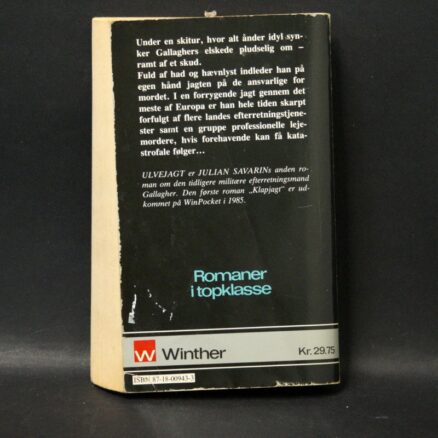 Under en skitur, hvor alt ånder idyl syn-
ker Gallaghers elskede pludselig om –
ramt af et skud.
Fuld af had og hævnlyst indleder han på
egen hånd jagten på de ansvarlige for
mordet. I en forrygende jagt gennem det
meste af Europa er han hele tiden skarpt
forfulgt af flere landes efterretningstjene-
ster samt en gruppe professionelle leje-
mordere, hvis forehavende kan få kata-
strofale følger...
ULVEJAGT er JULIAN SAVARINs anden ro-
man om den tidligere militære efterretningsmand
Gallagher. Den første roman „Klapjagt" er ud-
kommet på WinPocket i 1985.
Romaner
i topklasse
W Winther
Kr. 29.75
ISBN 87-18-00943-3